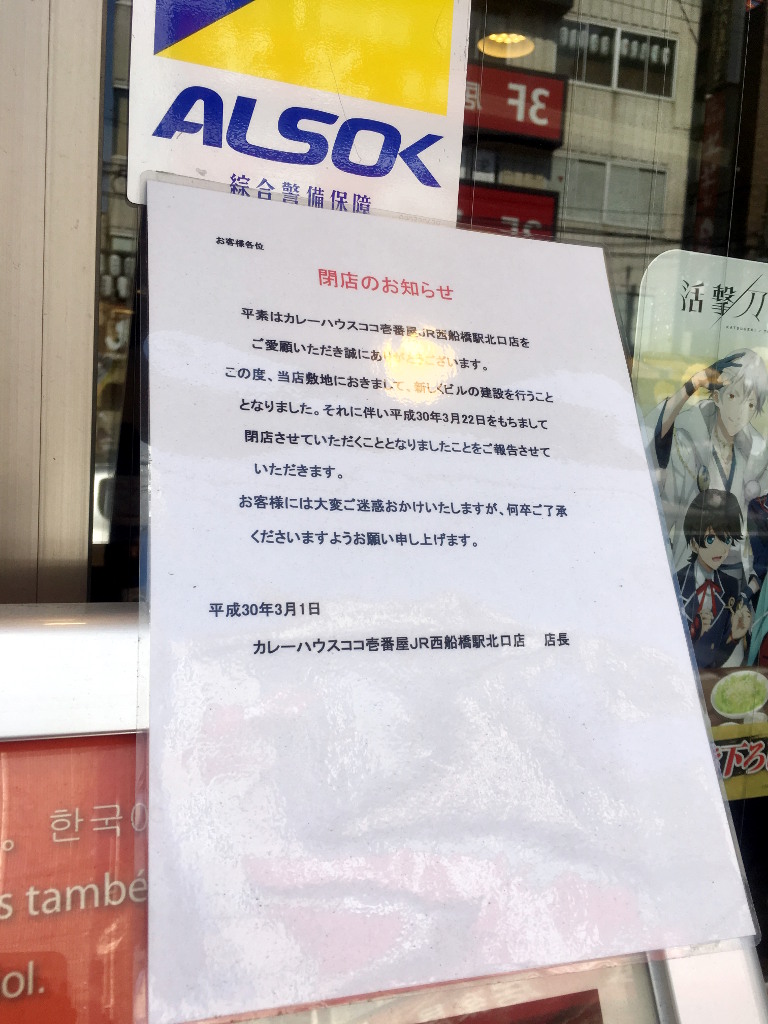 ALSOK
綜合警備保障
3F
お客様各位
閉店のお知らせ
平素はカレーハウスココ壱番屋JR西船橋駅北口店を
ご愛顧いただき誠にありがとうございます。
この度、当店敷地におきまして、新しくビルの建設を行うこと
となりました。それに伴い平成30年3月22日をもちまして
閉店させていただくこととなりましたことをご報告させて
いただきます。
お客様には大変ご迷惑おかけいたしますが、何卒ご了承
くださいますようお願い申し上げます。
平成30年3月1日
カレーハウスココ壱番屋JR西船橋駅北口店 店長
活撃
下ろ
。한국
s també
ol.